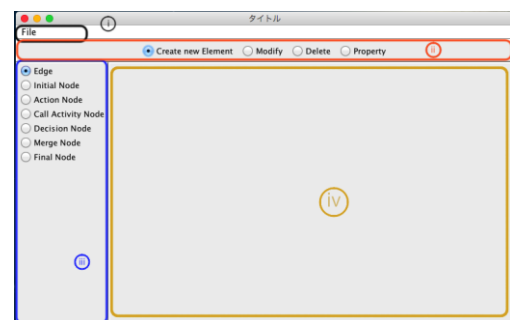 タイトル
i
File
Create new Element Modify Delete Property ii
Edge
Initial Node
Action Node
Call Activity Node
Decision Node
Merge Node
Final Node
iv
iii